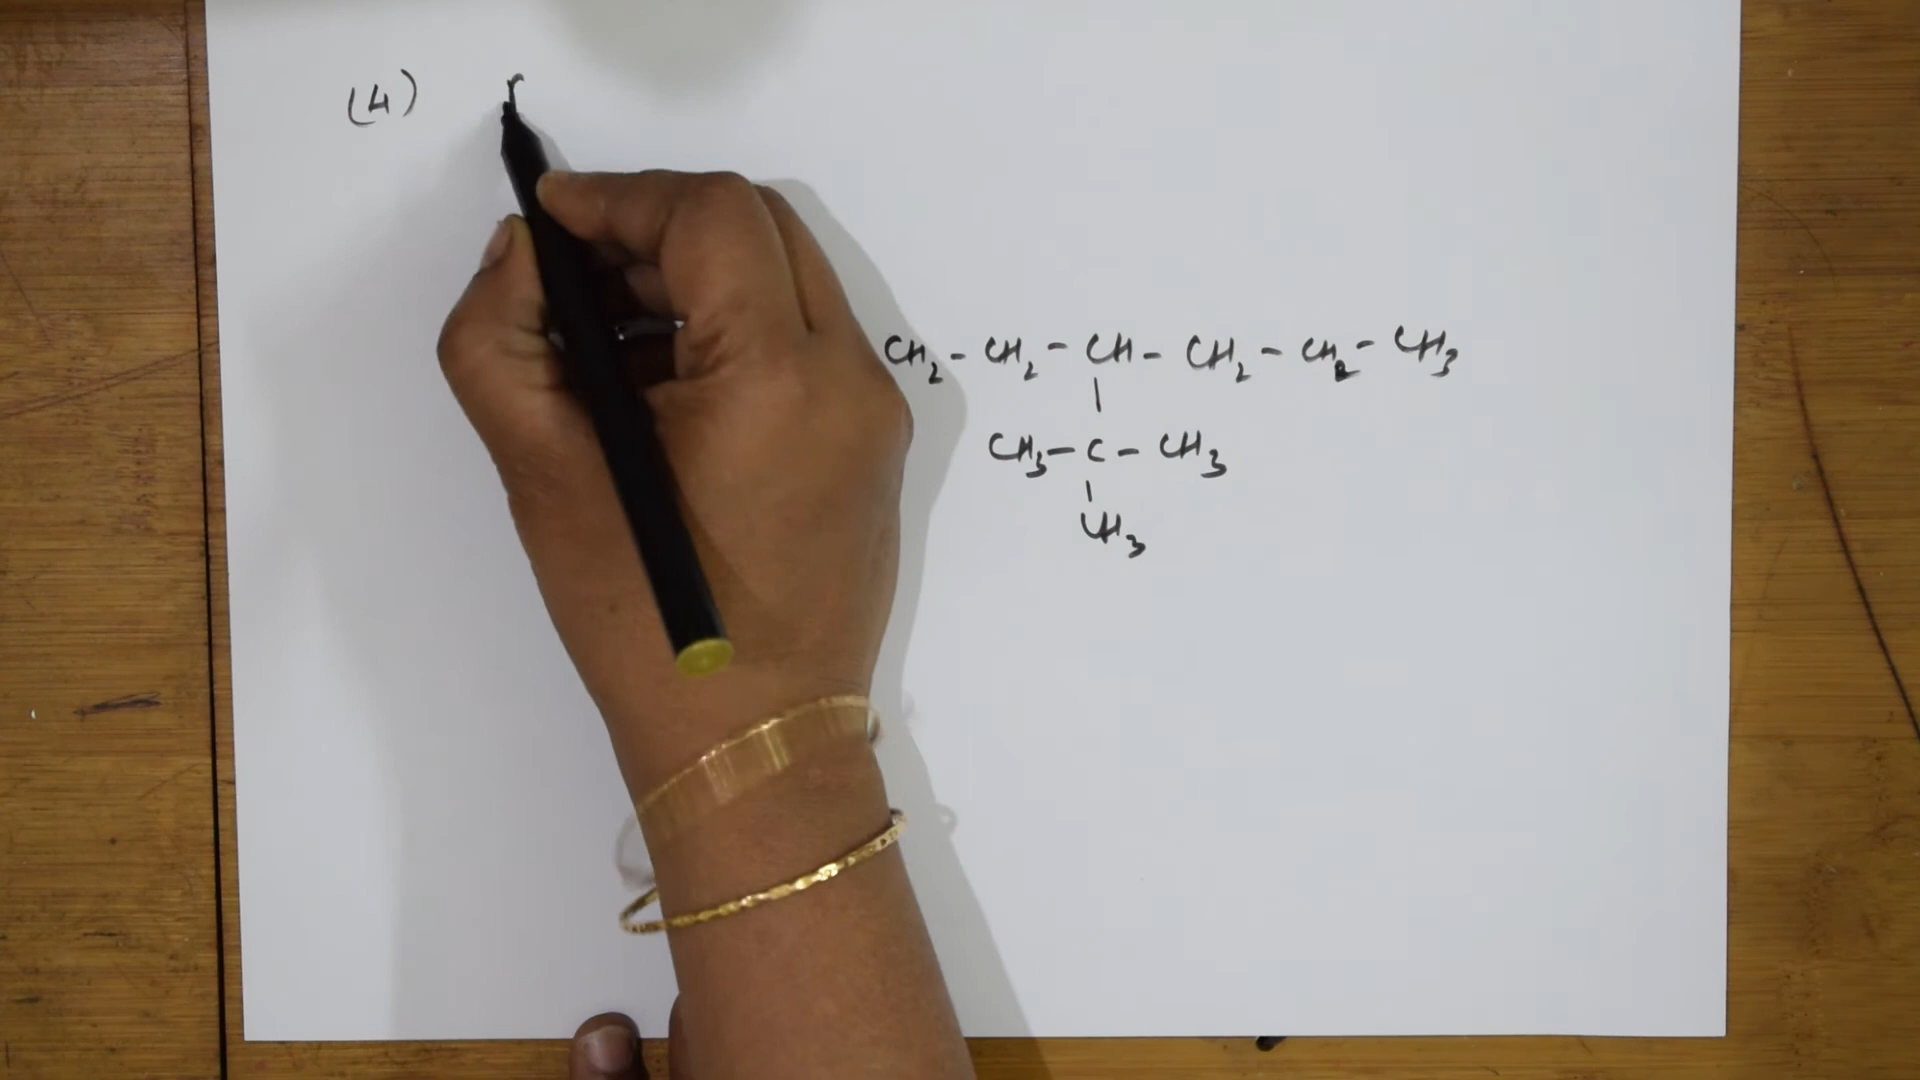 (4)
CH₂ - CH₂ - CH - CH₂ - CH₂ - CH₃
|
CH₃ - C - CH₃
|
CH₃